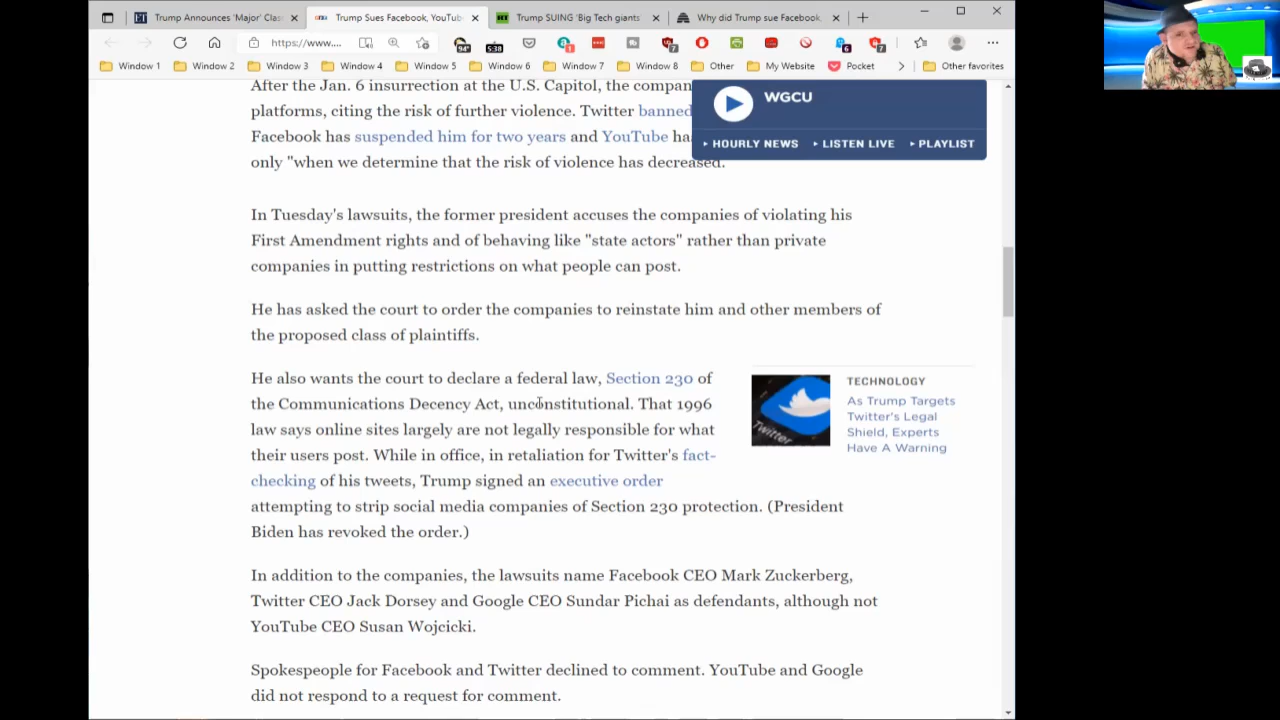 Trump Announces 'Major' Clas
Trump Sues Facebook, YouTub
Trump SUING 'Big Tech giants
Why did Trump sue Facebook,
https://www....
94°
5:38
1
7
6
7
Window 1
Window 2
Window 3
Window 4
Window 5
Window 6
Window 7
Window 8
Other
My Website
Pocket
Other favorites
After the Jan. 6 insurrection at the U.S. Capitol, the compan
platforms, citing the risk of further violence. Twitter banned
Facebook has suspended him for two years and YouTube ha
only "when we determine that the risk of violence has decreased."
WGCU
HOURLY NEWS
LISTEN LIVE
PLAYLIST
In Tuesday's lawsuits, the former president accuses the companies of violating his
First Amendment rights and of behaving like "state actors" rather than private
companies in putting restrictions on what people can post.
He has asked the court to order the companies to reinstate him and other members of
the proposed class of plaintiffs.
He also wants the court to declare a federal law, Section 230 of
the Communications Decency Act, unconstitutional. That 1996
law says online sites largely are not legally responsible for what
their users post. While in office, in retaliation for Twitter's fact-
checking of his tweets, Trump signed an executive order
attempting to strip social media companies of Section 230 protection. (President
Biden has revoked the order.)
Twitter
TECHNOLOGY
As Trump Targets
Twitter's Legal
Shield, Experts
Have A Warning
In addition to the companies, the lawsuits name Facebook CEO Mark Zuckerberg,
Twitter CEO Jack Dorsey and Google CEO Sundar Pichai as defendants, although not
YouTube CEO Susan Wojcicki.
Spokespeople for Facebook and Twitter declined to comment. YouTube and Google
did not respond to a request for comment.